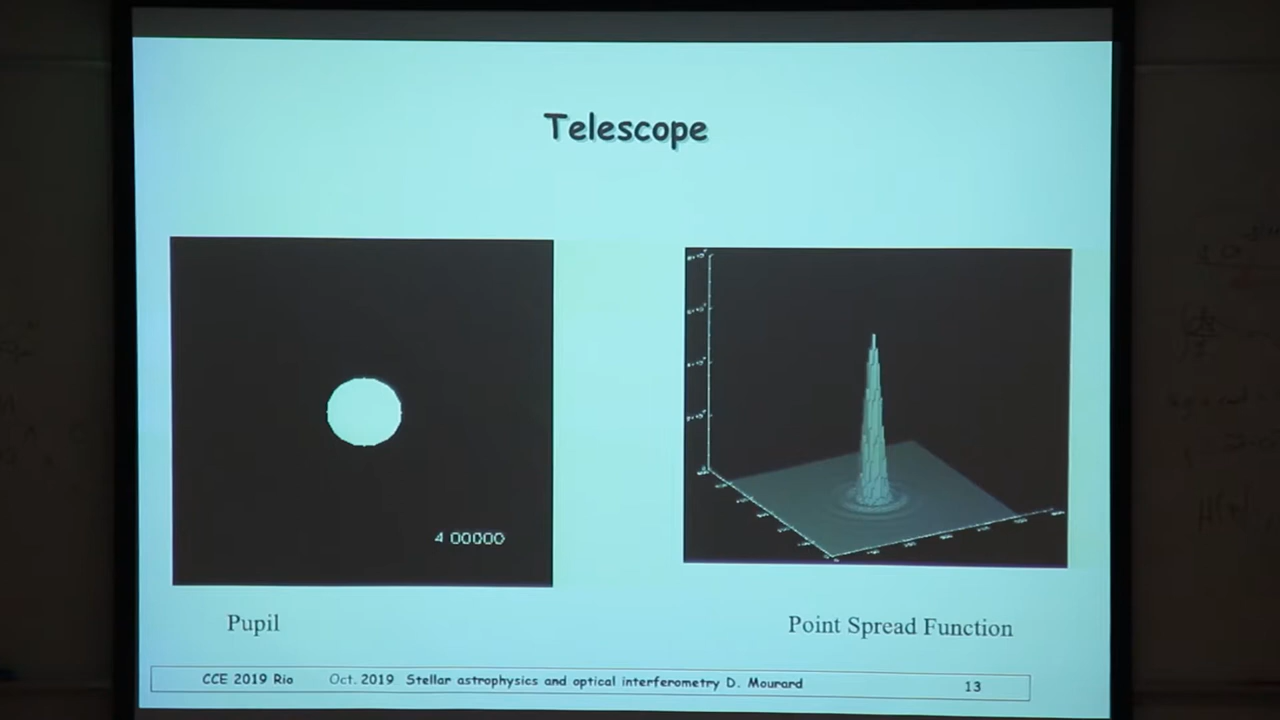 Telescope
4 00000
Pupil
Point Spread Function
CCE 2019 Rio Oct. 2019 Stellar astrophysics and optical interferometry D. Mourard 13